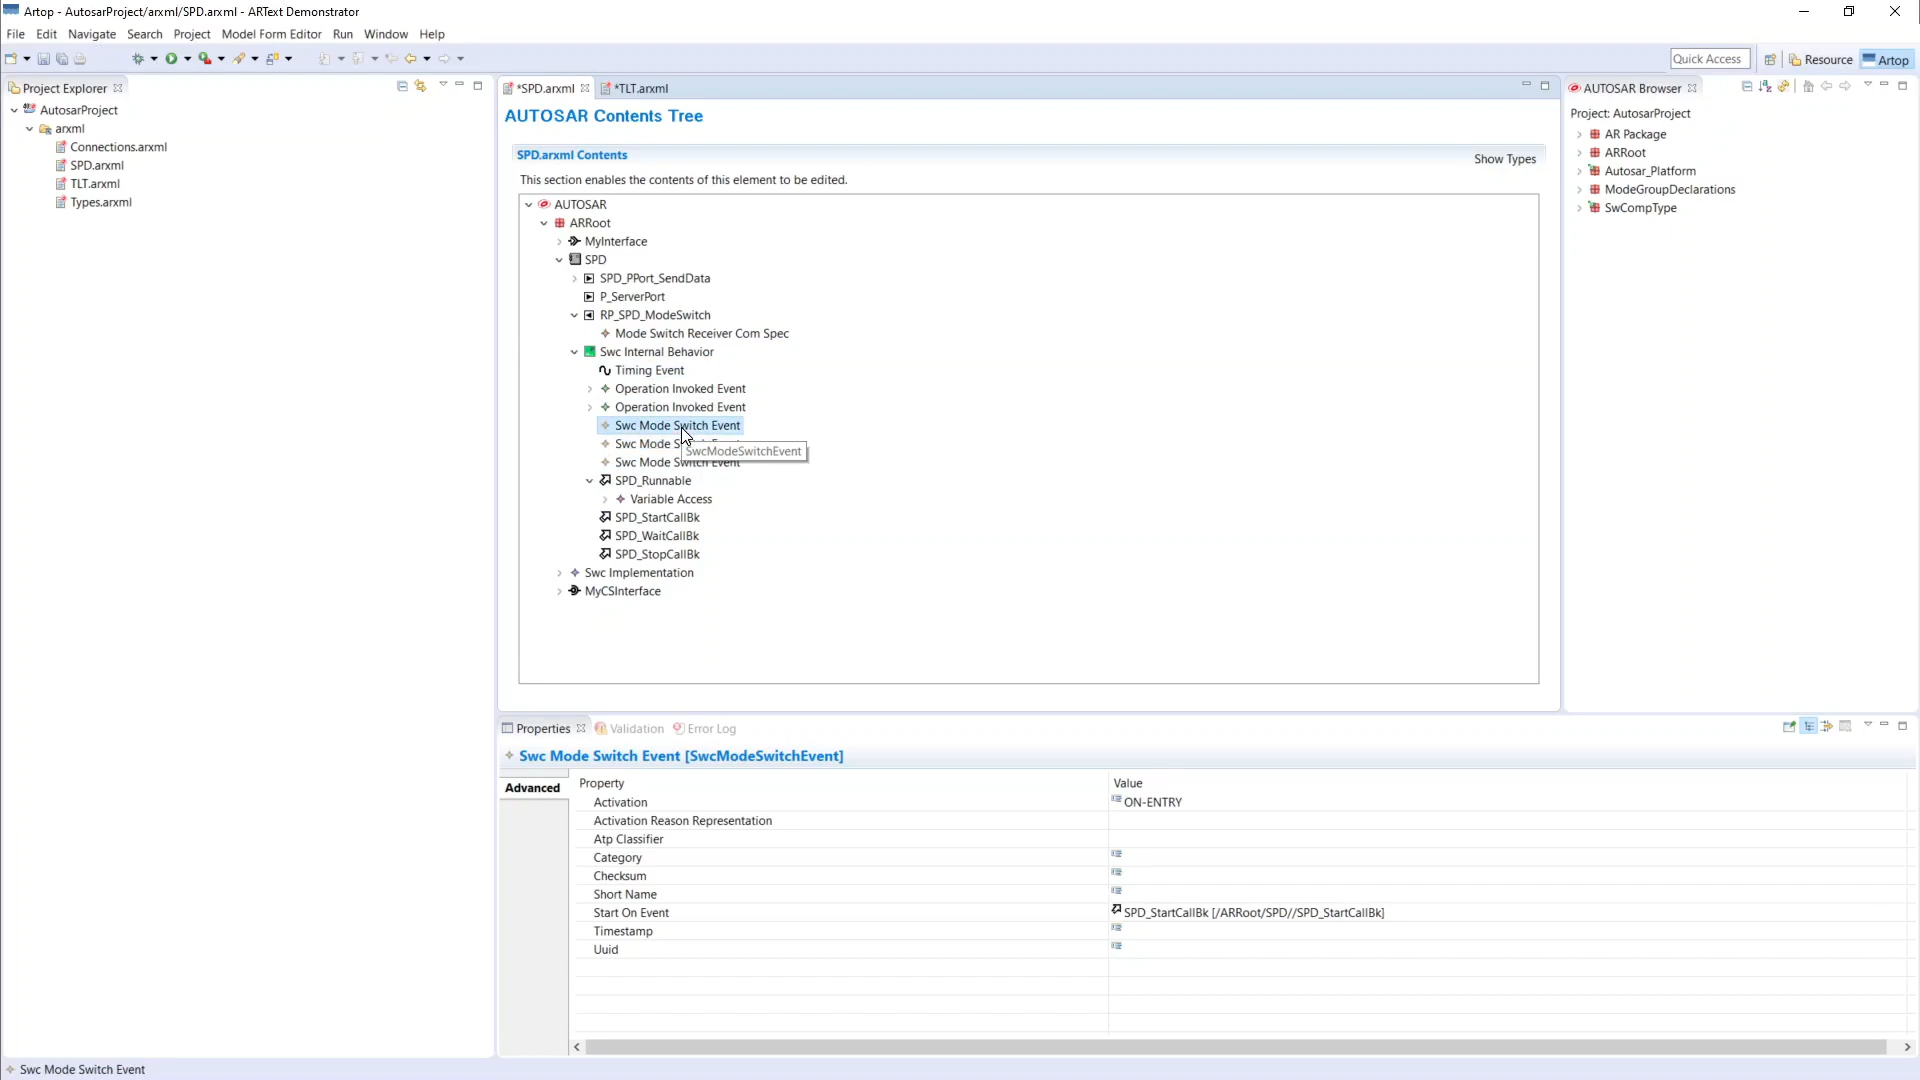 Artop - AutosarProject/arxml/SPD.arxml - ARText Demonstrator
File Edit Navigate Search Project Model Form Editor Run Window Help
Quick Access Resource Artop
Project Explorer
AutosarProject
arxml
Connections.arxml
SPD.arxml
TLT.arxml
Types.arxml
*SPD.arxml *TLT.arxml
AUTOSAR Contents Tree
SPD.arxml Contents
Show Types
This section enables the contents of this element to be edited.
AUTOSAR
ARRoot
MyInterface
SPD
SPD_PPort_SendData
P_ServerPort
RP_SPD_ModeSwitch
Mode Switch Receiver Com Spec
Swc Internal Behavior
Timing Event
Operation Invoked Event
Operation Invoked Event
Swc Mode Switch Event
Swc Mode
SwcModeSwitchEvent
Swc Mode Switch Event
SPD_Runnable
Variable Access
SPD_StartCallBk
SPD_WaitCallBk
SPD_StopCallBk
Swc Implementation
MyCSInterface
AUTOSAR Browser
Project: AutosarProject
AR Package
ARRoot
Autosar_Platform
ModeGroupDeclarations
SwCompType
Properties Validation Error Log
Swc Mode Switch Event [SwcModeSwitchEvent]
Advanced
Property Value
Activation ON-ENTRY
Activation Reason Representation
Atp Classifier
Category
Checksum
Short Name
Start On Event SPD_StartCallBk [/ARRoot/SPD//SPD_StartCallBk]
Timestamp
Uuid
Swc Mode Switch Event